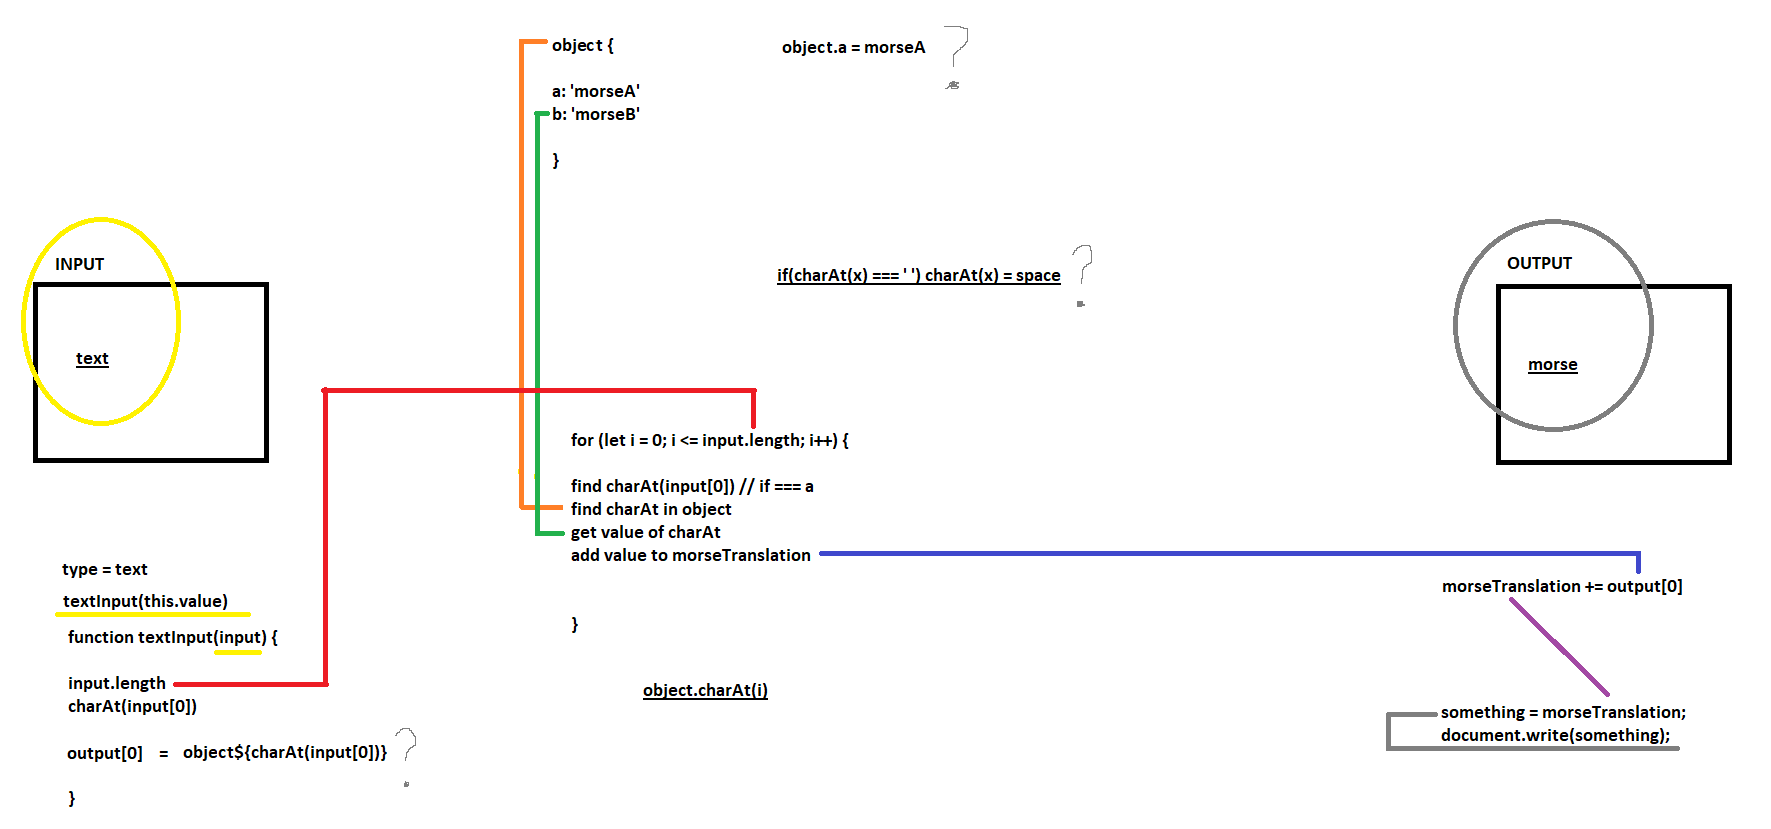 object {
object.a = morseA ?
a: 'morseA'
b: 'morseB'
}
INPUT
text
if(charAt(x) === ' ') charAt(x) = space ?
OUTPUT
morse
for (let i = 0; i <= input.length; i++) {
find charAt(input[0]) // if === a
find charAt in object
get value of charAt
add value to morseTranslation
}
object.charAt(i)
type = text
textInput(this.value)
function textInput(input) {
input.length
charAt(input[0])
output[0] = object${charAt(input[0])} ?
}
morseTranslation += output[0]
something = morseTranslation;
document.write(something);